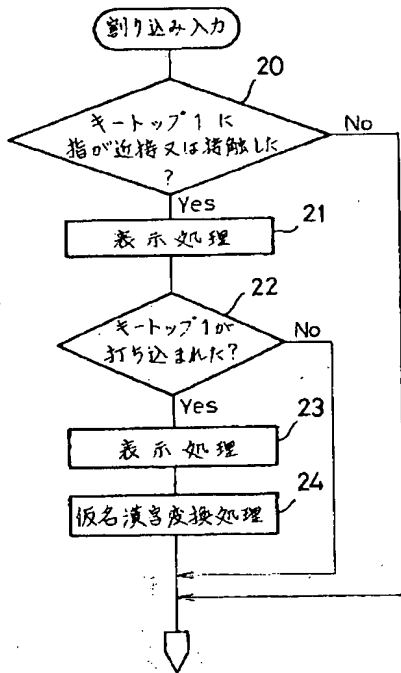 割り込み入力
20
キートップ1に
指が近接又は接触した
?
No
Yes
21
表示処理
22
キートップ1が
打ち込まれた?
No
Yes
23
表示処理
24
仮名漢字変換処理